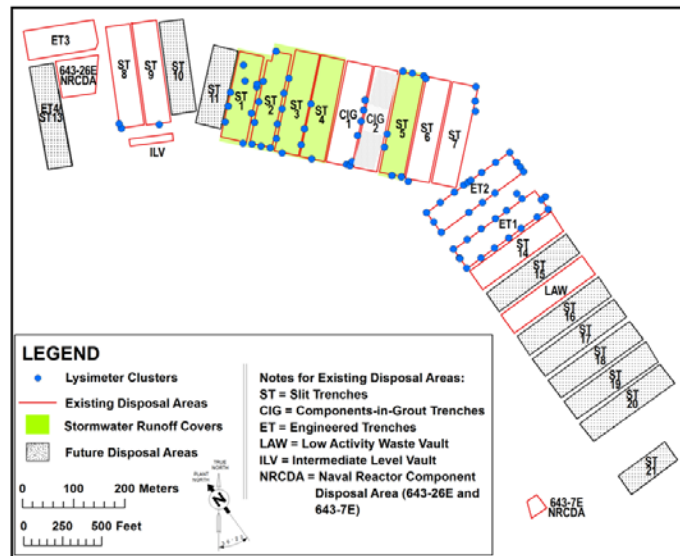 ET3
643-26E
NRCDA
ET4/
ST13
ST
8
ST
9
ST
10
ILV
ST
11
ST
1
ST
2
ST
3
ST
4
CIG
1
CIG
2
ST
5
ST
6
ST
7
ET2
ET1
ST
14
ST
15
LAW
ST
16
ST
17
ST
18
ST
19
ST
20
ST
21
643-7E
NRCDA
LEGEND
Lysimeter Clusters
Existing Disposal Areas
Stormwater Runoff Covers
Future Disposal Areas
0 100 200 Meters
0 250 500 Feet
TRUE
NORTH
PLANT
NORTH
N
Notes for Existing Disposal Areas:
ST = Slit Trenches
CIG = Components-in-Grout Trenches
ET = Engineered Trenches
LAW = Low Activity Waste Vault
ILV = Intermediate Level Vault
NRCDA = Naval Reactor Component
Disposal Area (643-26E and
643-7E)